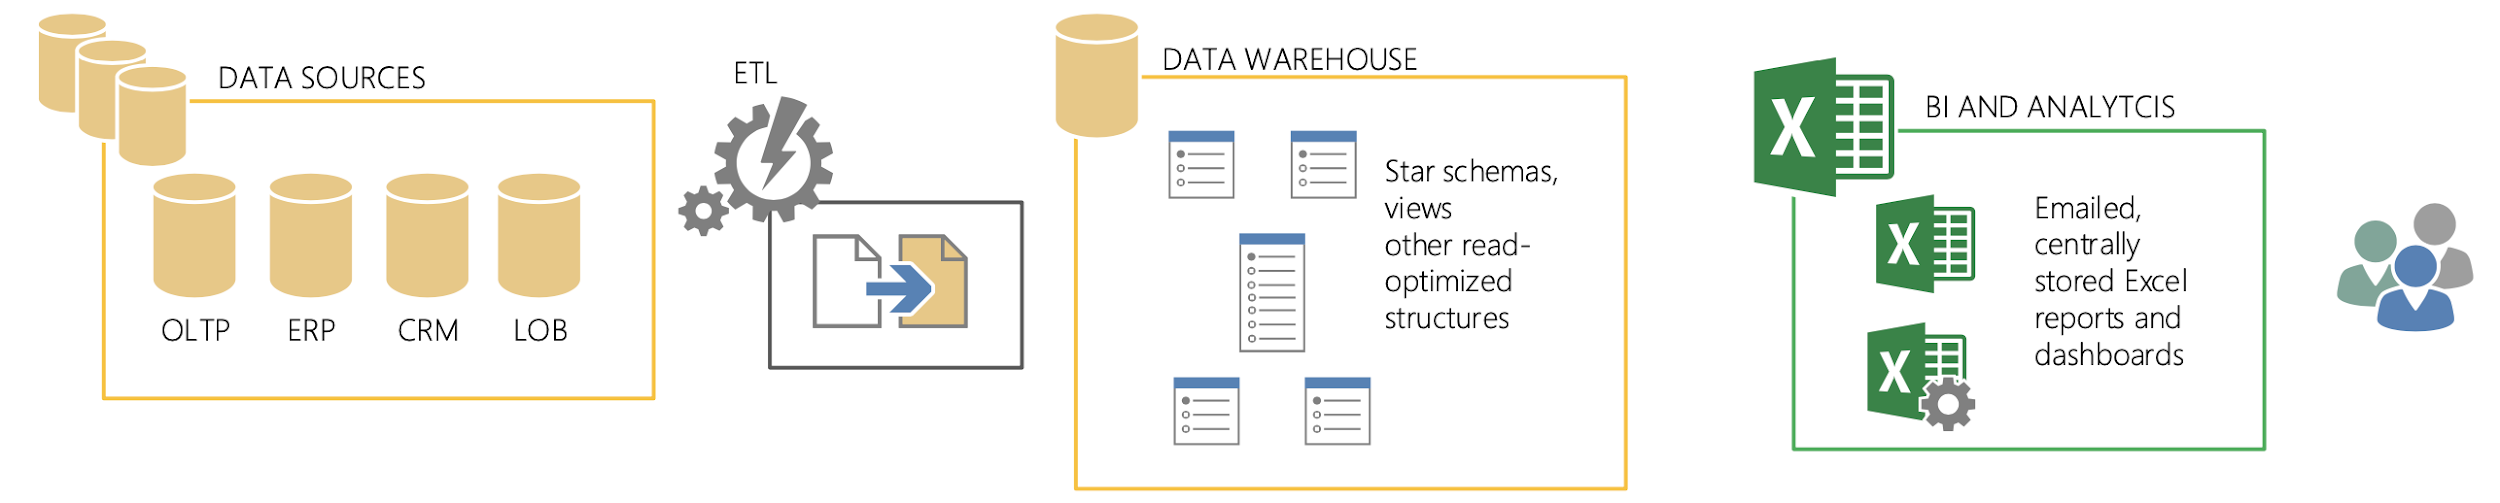 DATA SOURCES
OLTP
ERP
CRM
LOB
ETL
DATA WAREHOUSE
Star schemas,
views
other read-
optimized
structures
X
BI AND ANALYTCIS
X
X
Emailed,
centrally
stored Excel
reports and
dashboards